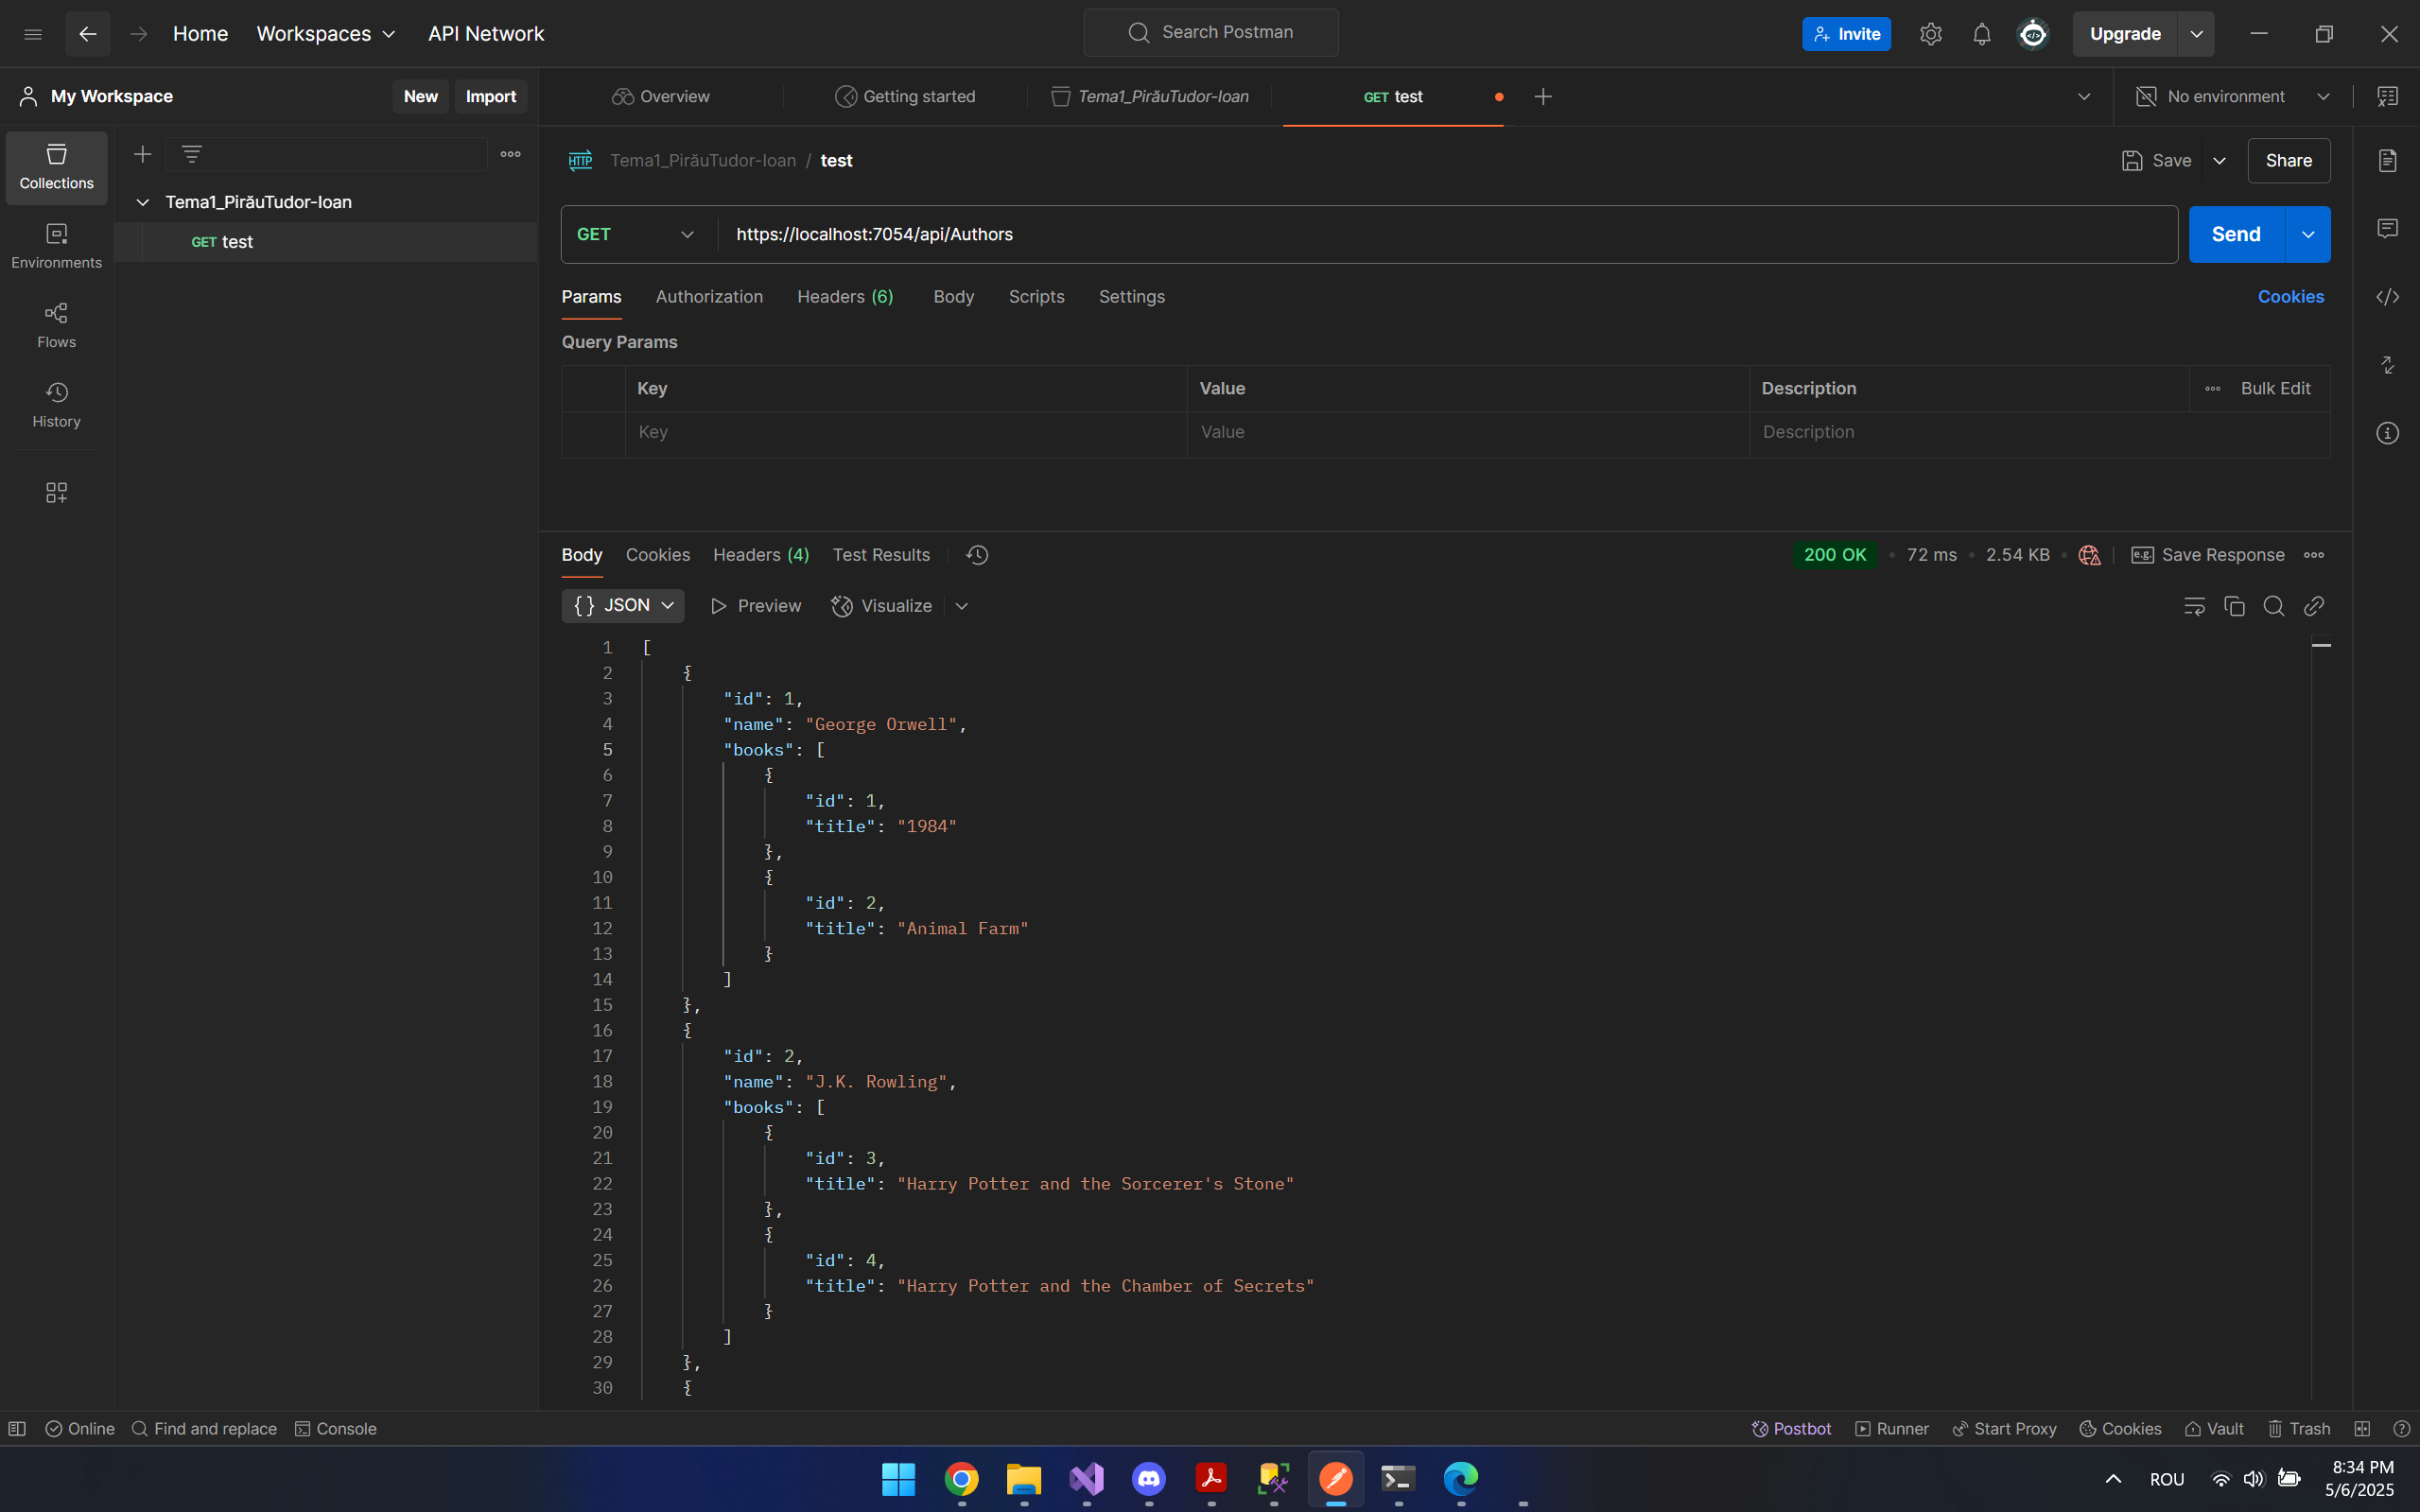 Home Workspaces API Network Search Postman Invite Upgrade
My Workspace New Import Overview Getting started Tema1_PirăuTudor-Ioan GET test No environment
Collections
Environments
Flows
History
Tema1_PirăuTudor-Ioan
GET test
HTTP Tema1_PirăuTudor-Ioan / test Save Share
GET https://localhost:7054/api/Authors Send
Params Authorization Headers (6) Body Scripts Settings Cookies
Query Params
Key Value Description Bulk Edit
Key Value Description
Body Cookies Headers (4) Test Results 200 OK • 72 ms • 2.54 KB • e.g. Save Response
{} JSON Preview Visualize
1 [
2 {
3 "id": 1,
4 "name": "George Orwell",
5 "books": [
6 {
7 "id": 1,
8 "title": "1984"
9 },
10 {
11 "id": 2,
12 "title": "Animal Farm"
13 }
14 ]
15 },
16 {
17 "id": 2,
18 "name": "J.K. Rowling",
19 "books": [
20 {
21 "id": 3,
22 "title": "Harry Potter and the Sorcerer's Stone"
23 },
24 {
25 "id": 4,
26 "title": "Harry Potter and the Chamber of Secrets"
27 }
28 ]
29 },
30 {
Online Find and replace Console Postbot Runner Start Proxy Cookies Vault Trash
ROU 8:34 PM
5/6/2025